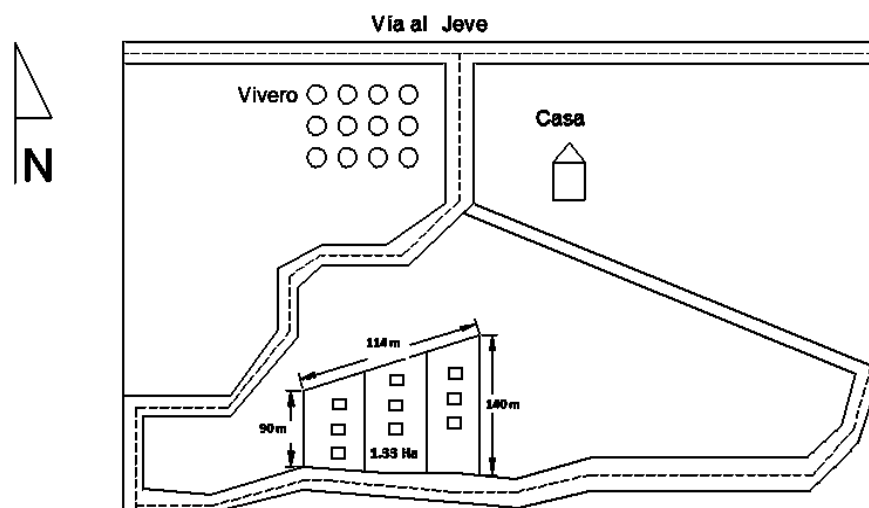 Vía al Jeve
N
Vivero
Casa
114 m
90 m
140 m
1.33 Ha